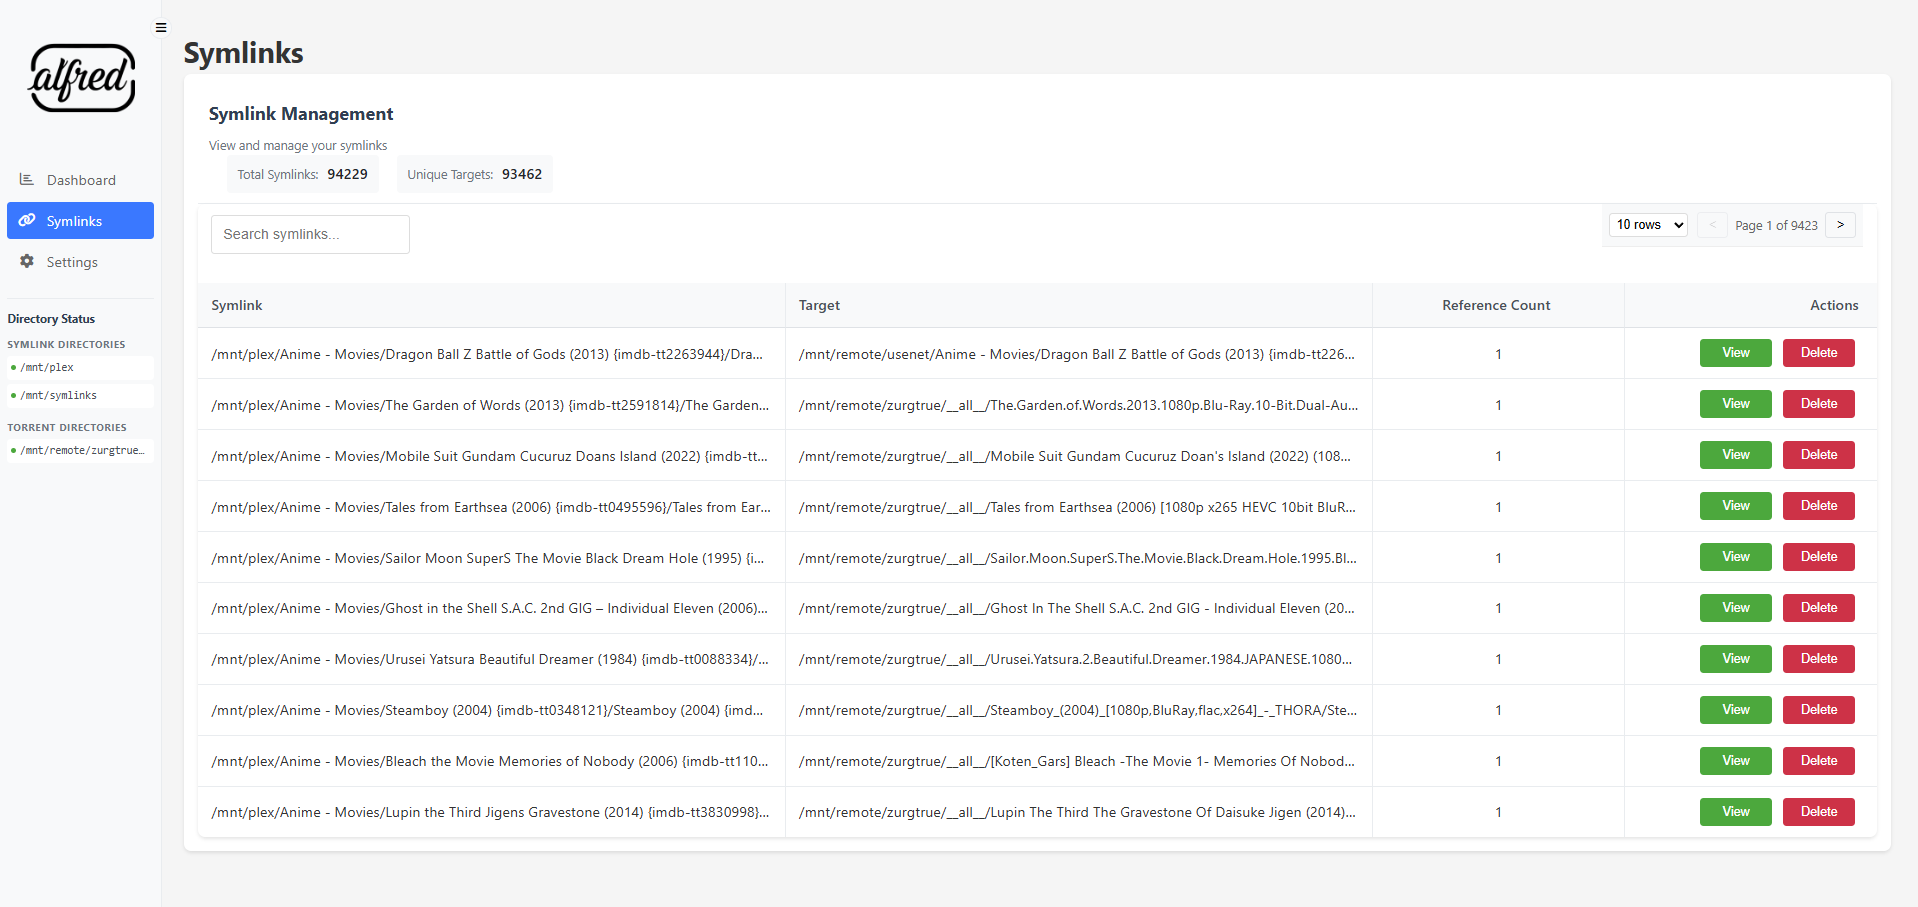 alfred
Symlinks
Symlink Management
View and manage your symlinks
Total Symlinks: 94229 Unique Targets: 93462
Dashboard
Symlinks
Settings
Directory Status
SYMLINK DIRECTORIES
/mnt/plex
/mnt/symlinks
TORRENT DIRECTORIES
/mnt/remote/zurgtrue…
Search symlinks...
10 rows < Page 1 of 9423 >
Symlink Target Reference Count Actions
/mnt/plex/Anime - Movies/Dragon Ball Z Battle of Gods (2013) {imdb-tt2263944}/Dra... /mnt/remote/usenet/Anime - Movies/Dragon Ball Z Battle of Gods (2013) {imdb-tt226... 1 View Delete
/mnt/plex/Anime - Movies/The Garden of Words (2013) {imdb-tt2591814}/The Garden... /mnt/remote/zurgtrue/__all__/The.Garden.of.Words.2013.1080p.Blu-Ray.10-Bit.Dual-Au... 1 View Delete
/mnt/plex/Anime - Movies/Mobile Suit Gundam Cucuruz Doans Island (2022) {imdb-tt... /mnt/remote/zurgtrue/__all__/Mobile Suit Gundam Cucuruz Doan's Island (2022) (108... 1 View Delete
/mnt/plex/Anime - Movies/Tales from Earthsea (2006) {imdb-tt0495596}/Tales from Ear... /mnt/remote/zurgtrue/__all__/Tales from Earthsea (2006) [1080p x265 HEVC 10bit BluR... 1 View Delete
/mnt/plex/Anime - Movies/Sailor Moon SuperS The Movie Black Dream Hole (1995) {i... /mnt/remote/zurgtrue/__all__/Sailor.Moon.SuperS.The.Movie.Black.Dream.Hole.1995.Bl... 1 View Delete
/mnt/plex/Anime - Movies/Ghost in the Shell S.A.C. 2nd GIG – Individual Eleven (2006)... /mnt/remote/zurgtrue/__all__/Ghost In The Shell S.A.C. 2nd GIG - Individual Eleven (20... 1 View Delete
/mnt/plex/Anime - Movies/Urusei Yatsura Beautiful Dreamer (1984) {imdb-tt0088334}/... /mnt/remote/zurgtrue/__all__/Urusei.Yatsura.2.Beautiful.Dreamer.1984.JAPANESE.1080... 1 View Delete
/mnt/plex/Anime - Movies/Steamboy (2004) {imdb-tt0348121}/Steamboy (2004) {imd... /mnt/remote/zurgtrue/__all__/Steamboy_(2004)_[1080p,BluRay,flac,x264]_-_THORA/Ste... 1 View Delete
/mnt/plex/Anime - Movies/Bleach the Movie Memories of Nobody (2006) {imdb-tt110... /mnt/remote/zurgtrue/__all__/[Koten_Gars] Bleach -The Movie 1- Memories Of Nobod... 1 View Delete
/mnt/plex/Anime - Movies/Lupin the Third Jigens Gravestone (2014) {imdb-tt3830998}... /mnt/remote/zurgtrue/__all__/Lupin The Third The Gravestone Of Daisuke Jigen (2014)... 1 View Delete